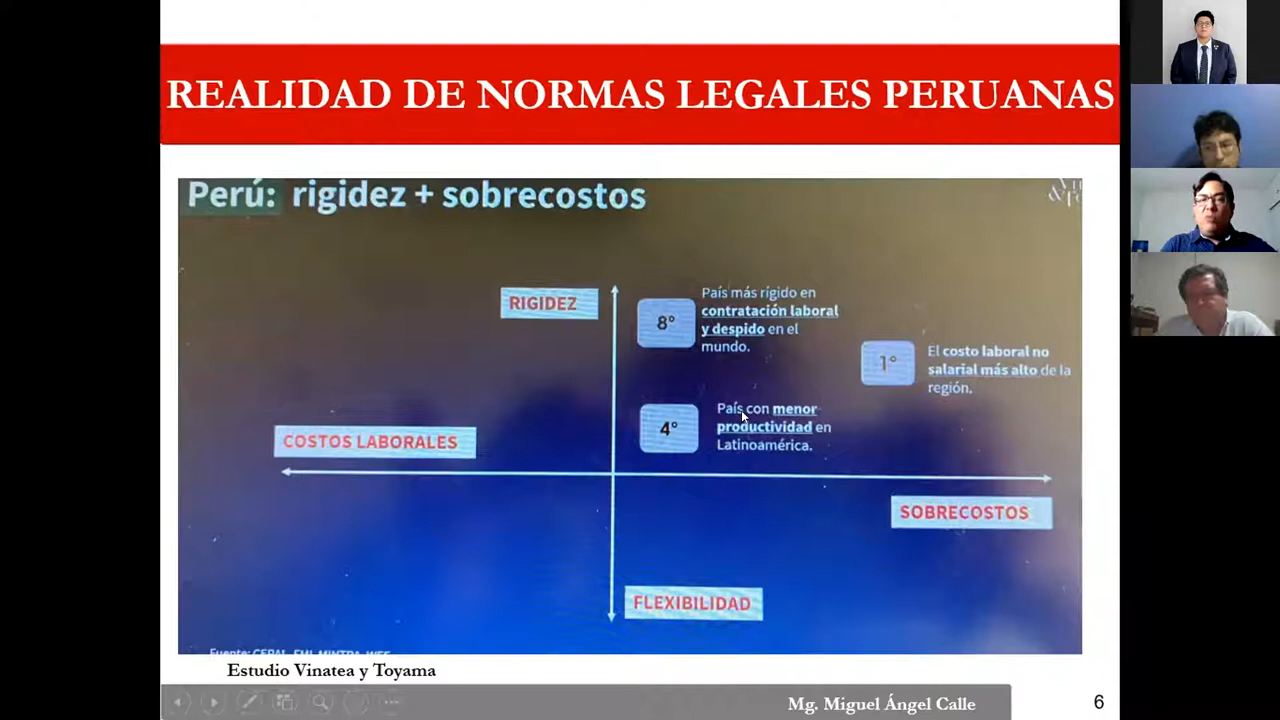 REALIDAD DE NORMAS LEGALES PERUANAS
Perú: rigidez + sobrecostos
RIGIDEZ
8°
País más rígido en
contratación laboral
y despido en el
mundo.
1°
El costo laboral no
salarial más alto de la
región.
4°
País con menor
productividad en
Latinoamérica.
COSTOS LABORALES
SOBRECOSTOS
FLEXIBILIDAD
Estudio Vinatea y Toyama
Mg. Miguel Ángel Calle
6